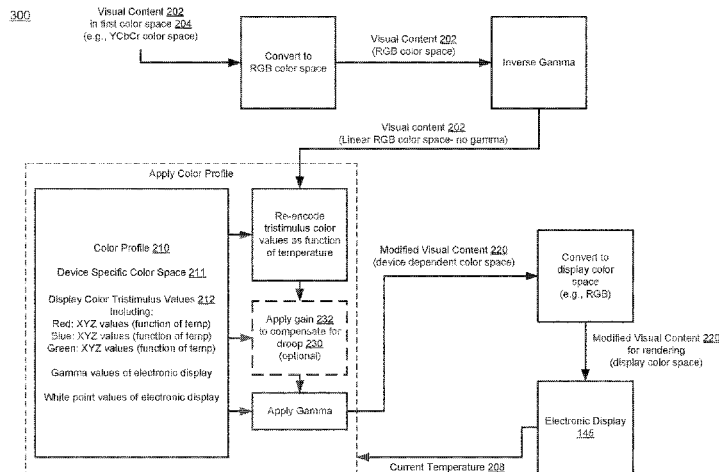 300
Visual Content 202
in first color space 204
(e.g., YCbCr color space)
Convert to
RGB color space
Visual Content 202
(RGB color space)
Inverse Gamma
Visual content 202
(Linear RGB color space- no gamma)
Apply Color Profile
Color Profile 210
Device Specific Color Space 211
Display Color Tristimulus Values 212
Including:
Red: XYZ values (function of temp)
Blue: XYZ values (function of temp)
Green: XYZ values (function of temp)
Gamma values of electronic display
White point values of electronic display
Re-encode
tristimulus color
values as function
of temperature
Apply gain 232
to compensate for
droop 230
(optional)
Apply Gamma
Modified Visual Content 220
(device dependent color space)
Convert to
display color
space
(e.g., RGB)
Modified Visual Content 220
for rendering
(display color space)
Electronic Display
145
Current Temperature 208